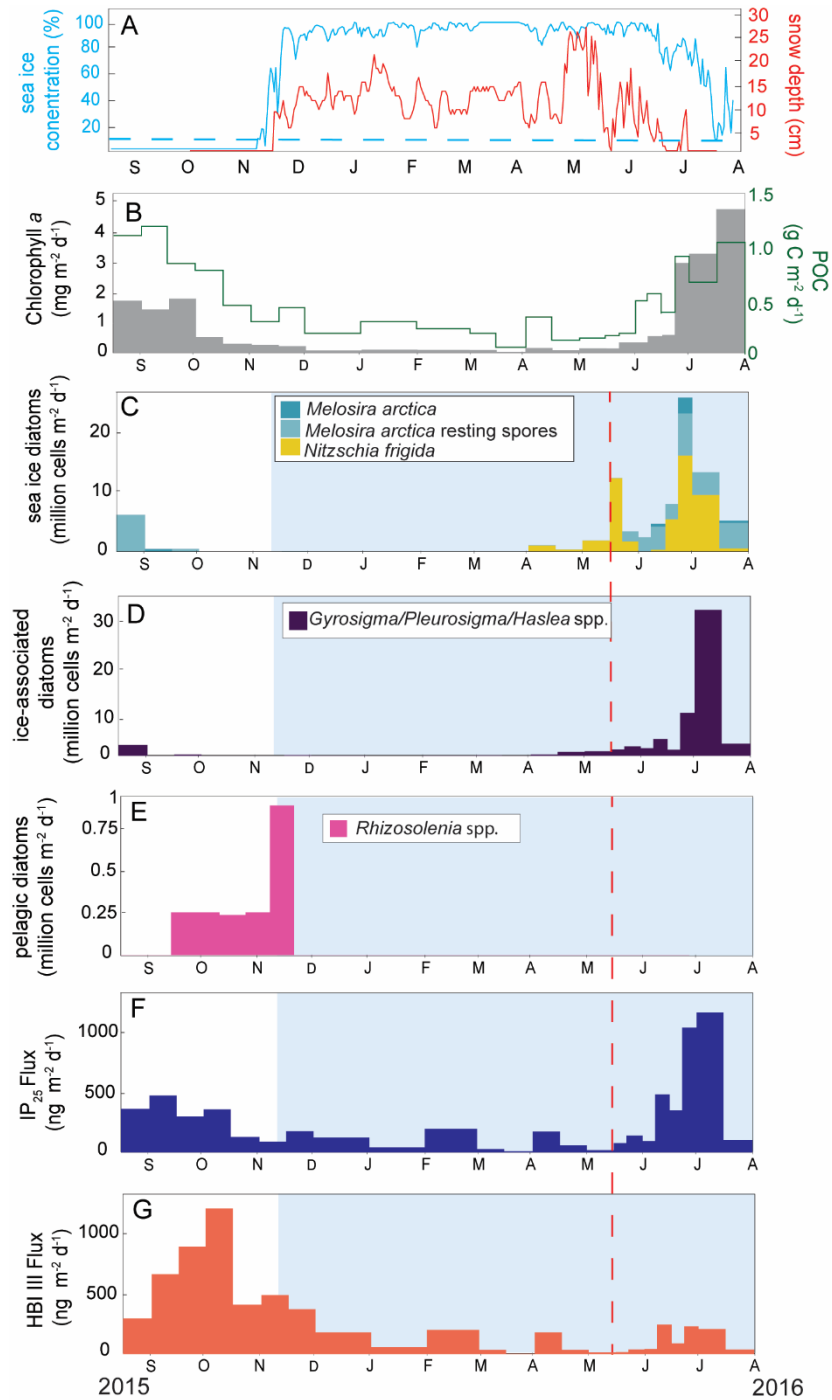 A
sea ice
conentration (%)
100
80
60
40
20
30
25
20
15
10
5
snow depth (cm)
S O N D J F M A M J J A
B
Chlorophyll a
(mg m-2 d-1)
5
4
3
2
1
0
1.5
1.0
0.5
0
POC
(g C m-2 d-1)
S O N D J F M A M J J A
C
sea ice diatoms
(million cells m-2 d-1)
20
10
0
Melosira arctica
Melosira arctica resting spores
Nitzschia frigida
S O N D J F M A M J J A
D
ice-associated
diatoms
(million cells m-2 d-1)
30
20
10
0
Gyrosigma/Pleurosigma/Haslea spp.
S O N D J F M A M J J A
E
pelagic diatoms
(million cells m-2 d-1)
1
0.75
0.5
0.25
0
Rhizosolenia spp.
S O N D J F M A M J J A
F
IP25 Flux
(ng m-2 d-1)
1000
500
0
S O N D J F M A M J J A
G
HBI III Flux
(ng m-2 d-1)
1000
500
0
S O N D J F M A M J J A
2015 2016